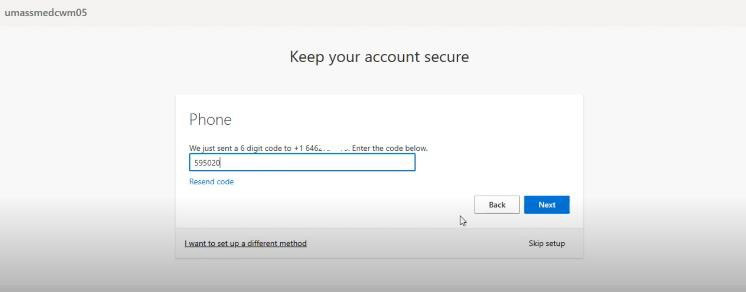 umassmedcwm05
Keep your account secure
Phone
We just sent a 6 digit code to +1 646 . Enter the code below.
595020
Resend code
Back Next
I want to set up a different method Skip setup